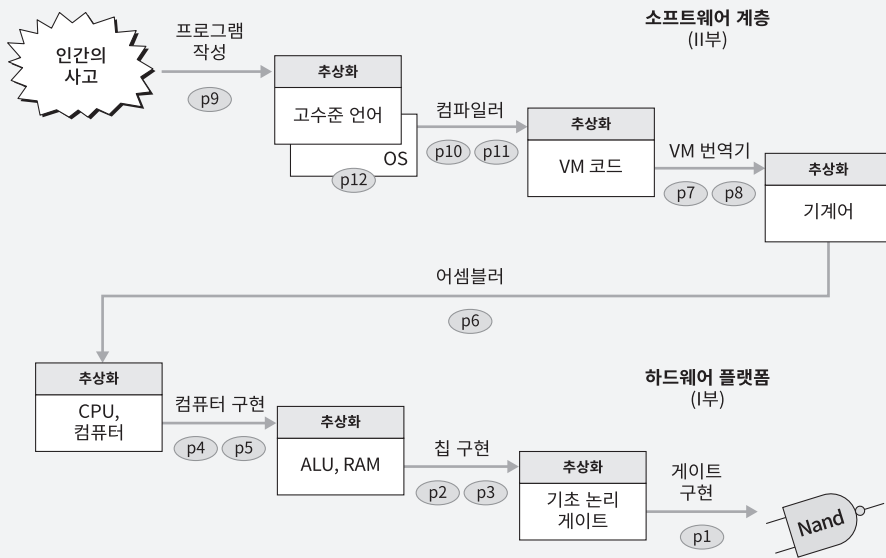 소프트웨어 계층
(II부)
인간의
사고
프로그램
작성
p9
추상화
고수준 언어
OS
p12
컴파일러
p10 p11
추상화
VM 코드
VM 번역기
p7 p8
추상화
기계어
어셈블러
p6
하드웨어 플랫폼
(I부)
추상화
CPU,
컴퓨터
컴퓨터 구현
p4 p5
추상화
ALU, RAM
칩 구현
p2 p3
추상화
기초 논리
게이트
게이트
구현
p1
Nand